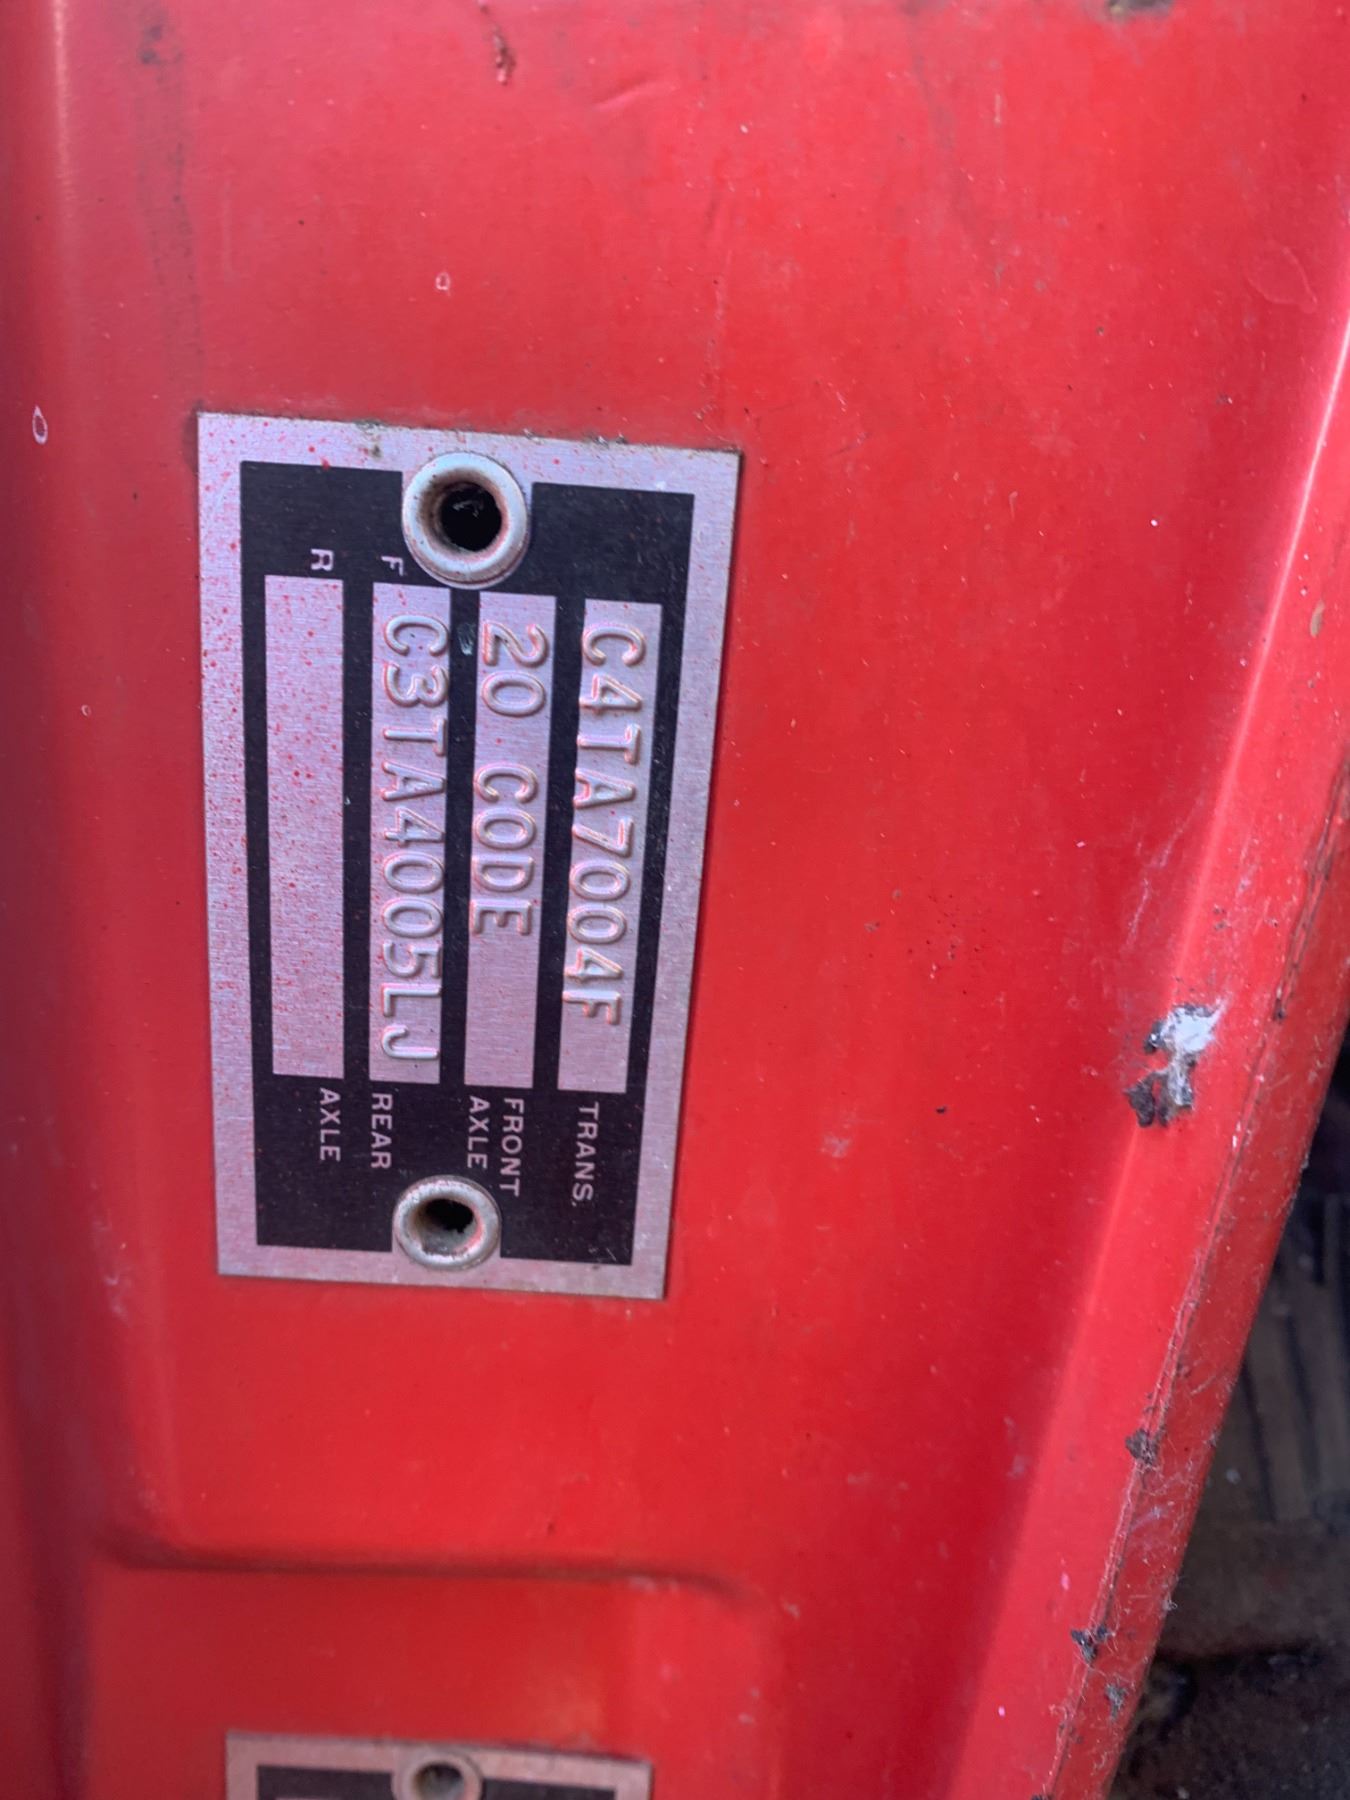 C4TA7004F TRANS.
20 CODE FRONT AXLE
F C3TA4005LJ REAR
R AXLE